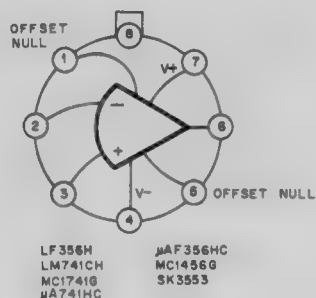 OFFSET
NULL
8
1
7
V+
2
−
6
+
3
V-
5
OFFSET NULL
4
LF356H
LM741CH
MC1741G
μA741HC
μAF356HC
MC1456G
SK3553